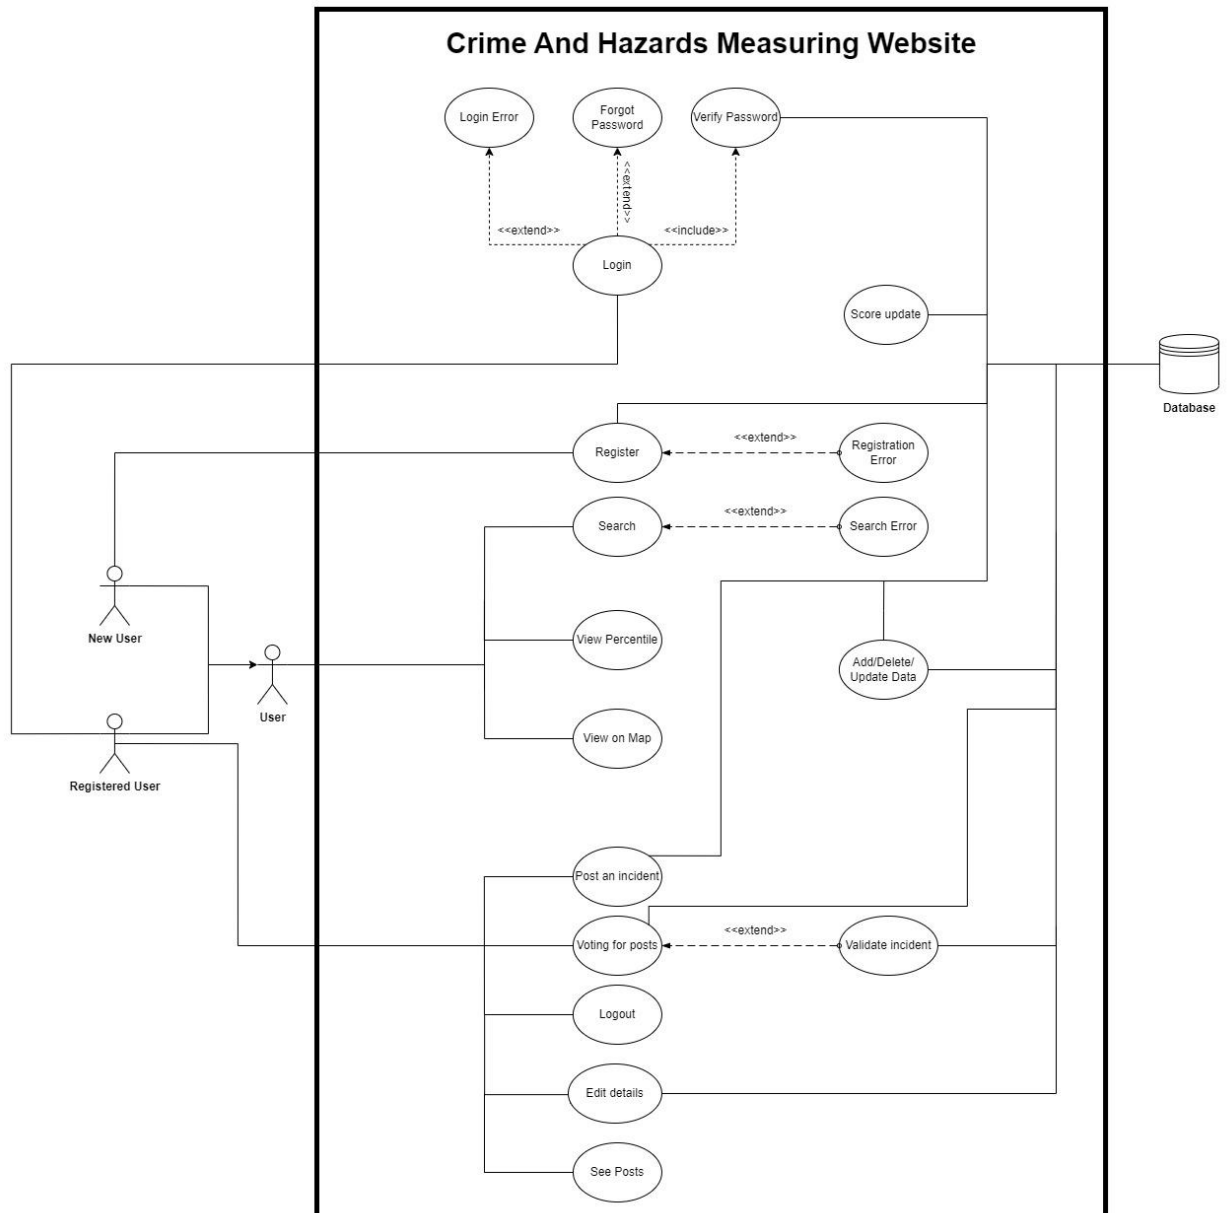 Crime And Hazards Measuring Website
Login Error
Forgot
Password
Verify Password
<<extend>>
<<extend>>
<<include>>
Login
Score update
Database
Register
<<extend>>
Registration
Error
Search
<<extend>>
Search Error
New User
View Percentile
User
Add/Delete/
Update Data
View on Map
Registered User
Post an incident
Voting for posts
<<extend>>
Validate incident
Logout
Edit details
See Posts